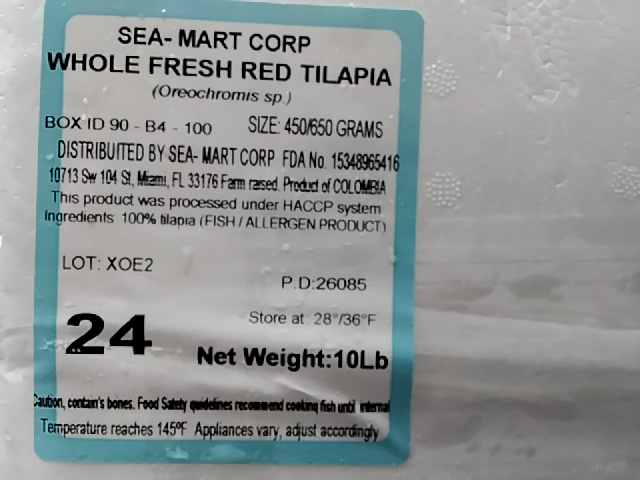 SEA- MART CORP
WHOLE FRESH RED TILAPIA
(Oreochromis sp.)
BOX ID 90 - B4 - 100 SIZE: 450/650 GRAMS
DISTRIBUITED BY SEA- MART CORP FDA No. 15348965416
10713 Sw 104 St, Miami, FL 33176 Farm raised. Product of COLOMBIA
This product was processed under HACCP system
Ingredients: 100% tilapia (FISH / ALLERGEN PRODUCT)
LOT: XOE2
P.D:26085
24
Store at: 28°/36°F
Net Weight:10Lb
Caution, contain's bones. Food Safety guidelines recommend cooking fish until internal
Temperature reaches 145ºF Appliances vary, adjust accordingly